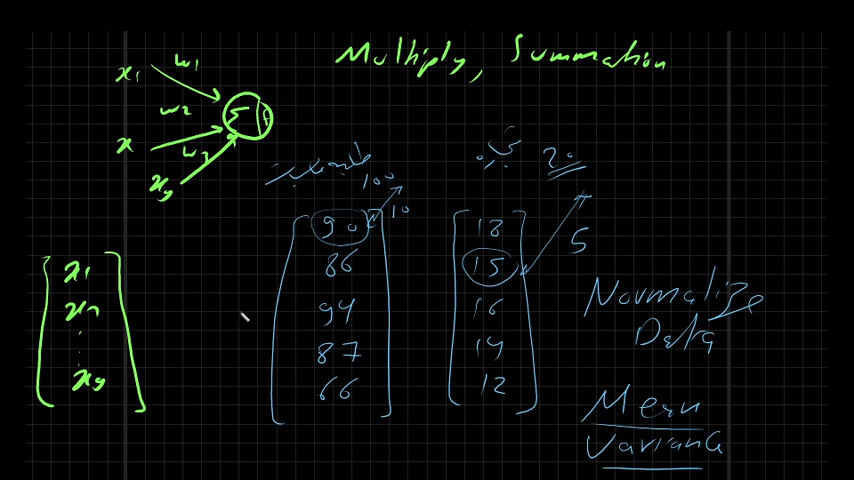 Multiply, Summation
x₁ w₁
w₂
x w₃
x₃
Σ f
100
10
20
5
90
86
94
87
66
18
15
16
14
12
x₁
x₂
⋮
Normalize
Data
Mean
Variance